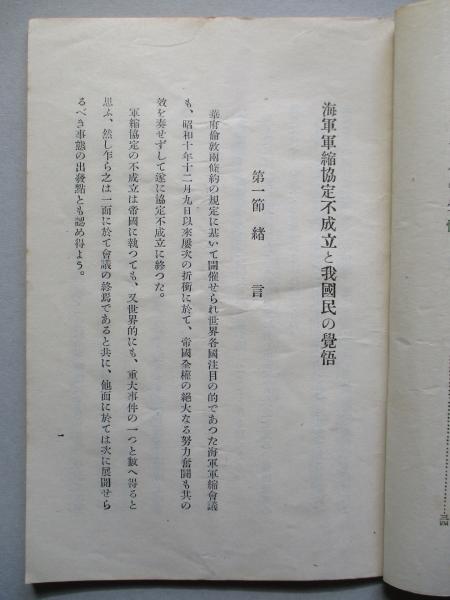 海軍軍縮協定不成立と我國民の覺悟
第一節 緒言
華府倫敦兩條約の規定に基いて開催せられ世界各國注目の的であつた海軍軍縮會議
も、昭和十年十二月九日以來屢次の折衝に於て、帝國全權の絶大なる努力奮鬪も其の
效を奏せずして遂に協定不成立に終つた。
軍縮協定の不成立は帝國に執つても、又世界的にも、重大事件の一つと數へ得ると
思ふ、然し乍ら之は一面に於て會議の終焉であると共に、他面に於ては次に展開せら
るべき事態の出發點とも認め得よう。
一
三四